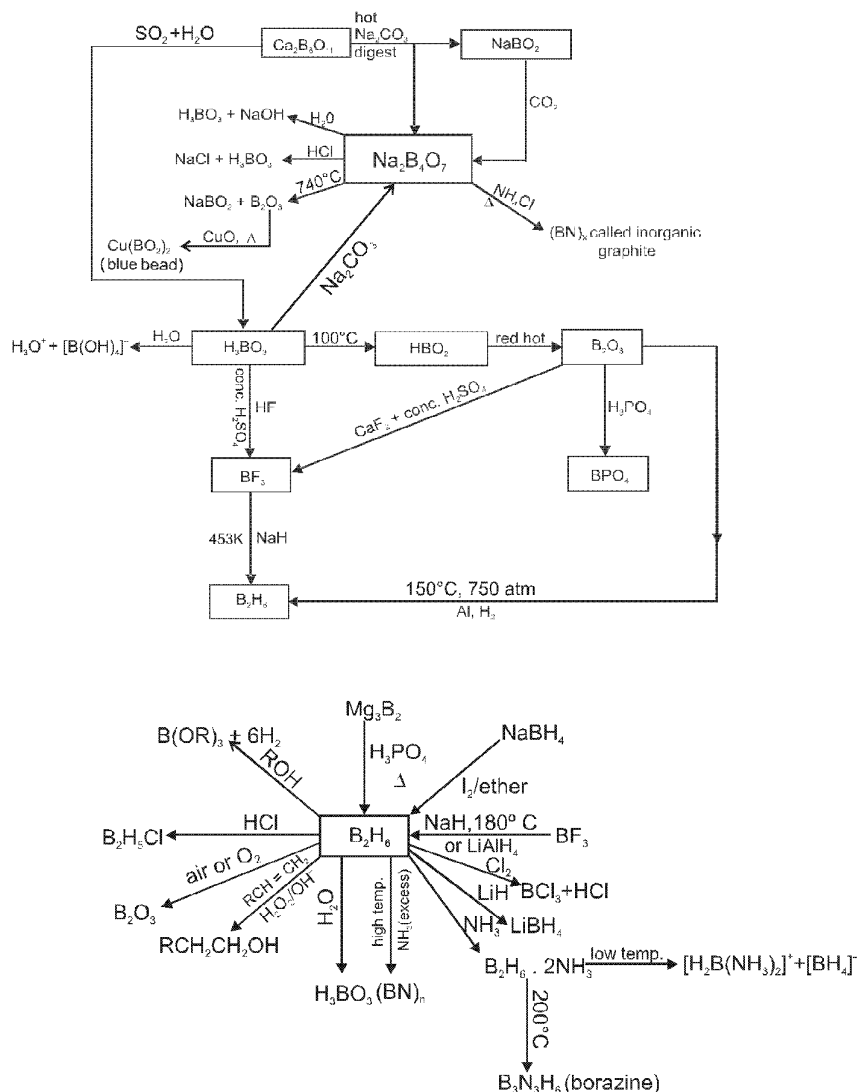 SO₂+H₂O
hot
Na₂CO₃
digest
NaBO₂
CO₂
H₃BO₃ + NaOH
H₂0
NaCl + H₃BO₃
HCl
Na₂B₄O₇
740°C
NaBO₂ + B₂O₃
NH₄Cl
Δ
(BN)ₓ called inorganic
graphite
CuO, Δ
Cu(BO₂)₂
(blue bead)
Na₂CO₃
H₃O⁺ + [B(OH)₄]⁻
H₂O
H₃BO₃
100°C
HBO₂
red hot
B₂O₃
conc. H₂SO₄
HF
CaF₂ + conc. H₂SO₄
H₃PO₄
BF₃
BPO₄
453K
NaH
B₂H₆
150°C, 750 atm
Al, H₂
Mg₃B₂
B(OR)₃ + 6H₂
ROH
H₃PO₄
Δ
NaBH₄
I₂/ether
B₂H₅Cl
HCl
B₂H₆
NaH,180º C
or LiAlH₄
BF₃
air or O₂
B₂O₃
RCH = CH₂
H₂O₂/OH⁻
RCH₂CH₂OH
H₂O
H₃BO₃
high temp.
NH₃(excess)
(BN)ₙ
Cl₂
BCl₃+HCl
LiH
LiBH₄
NH₃
B₂H₆ . 2NH₃
low temp.
[H₂B(NH₃)₂]⁺+[BH₄]⁻
200°C
B₃N₃H₆ (borazine)